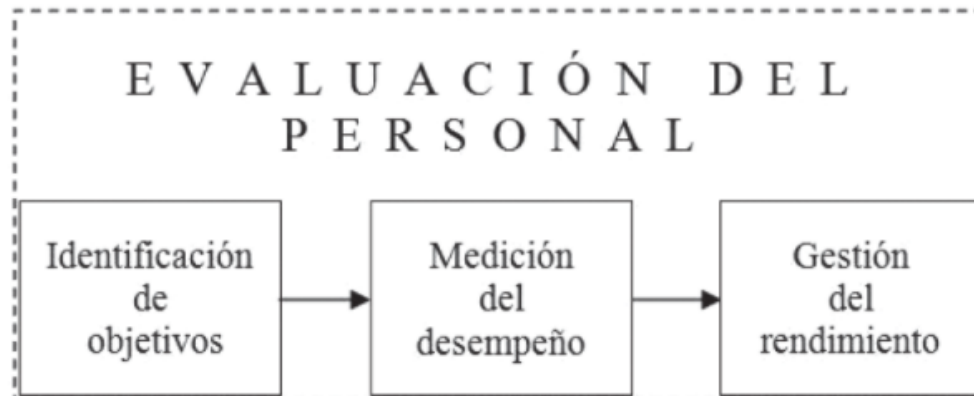 EVALUACIÓN DEL
PERSONAL
Identificación
de
objetivos
Medición
del
desempeño
Gestión
del
rendimiento